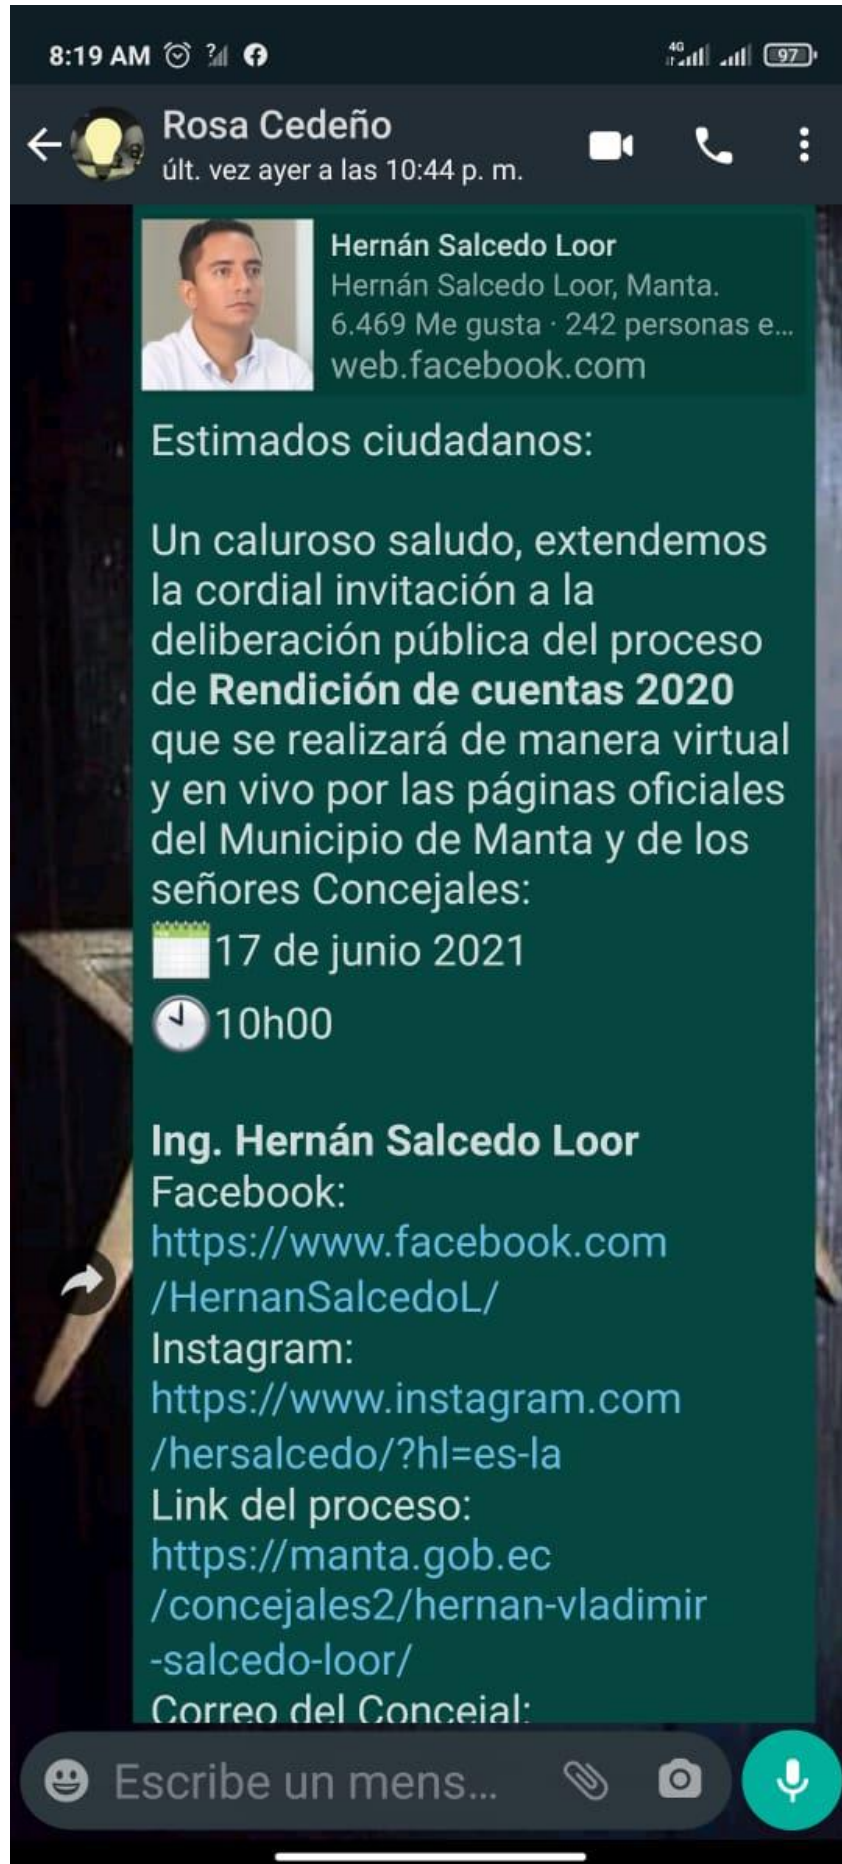 8:19 AM
4G
97
Rosa Cedeño
últ. vez ayer a las 10:44 p. m.
Hernán Salcedo Loor
Hernán Salcedo Loor, Manta.
6.469 Me gusta · 242 personas e...
web.facebook.com
Estimados ciudadanos:
Un caluroso saludo, extendemos
la cordial invitación a la
deliberación pública del proceso
de Rendición de cuentas 2020
que se realizará de manera virtual
y en vivo por las páginas oficiales
del Municipio de Manta y de los
señores Concejales:
17 de junio 2021
10h00
Ing. Hernán Salcedo Loor
Facebook:
https://www.facebook.com
/HernanSalcedoL/
Instagram:
https://www.instagram.com
/hersalcedo/?hl=es-la
Link del proceso:
https://manta.gob.ec
/concejales2/hernan-vladimir
-salcedo-loor/
Correo del Concejal:
Escribe un mens...